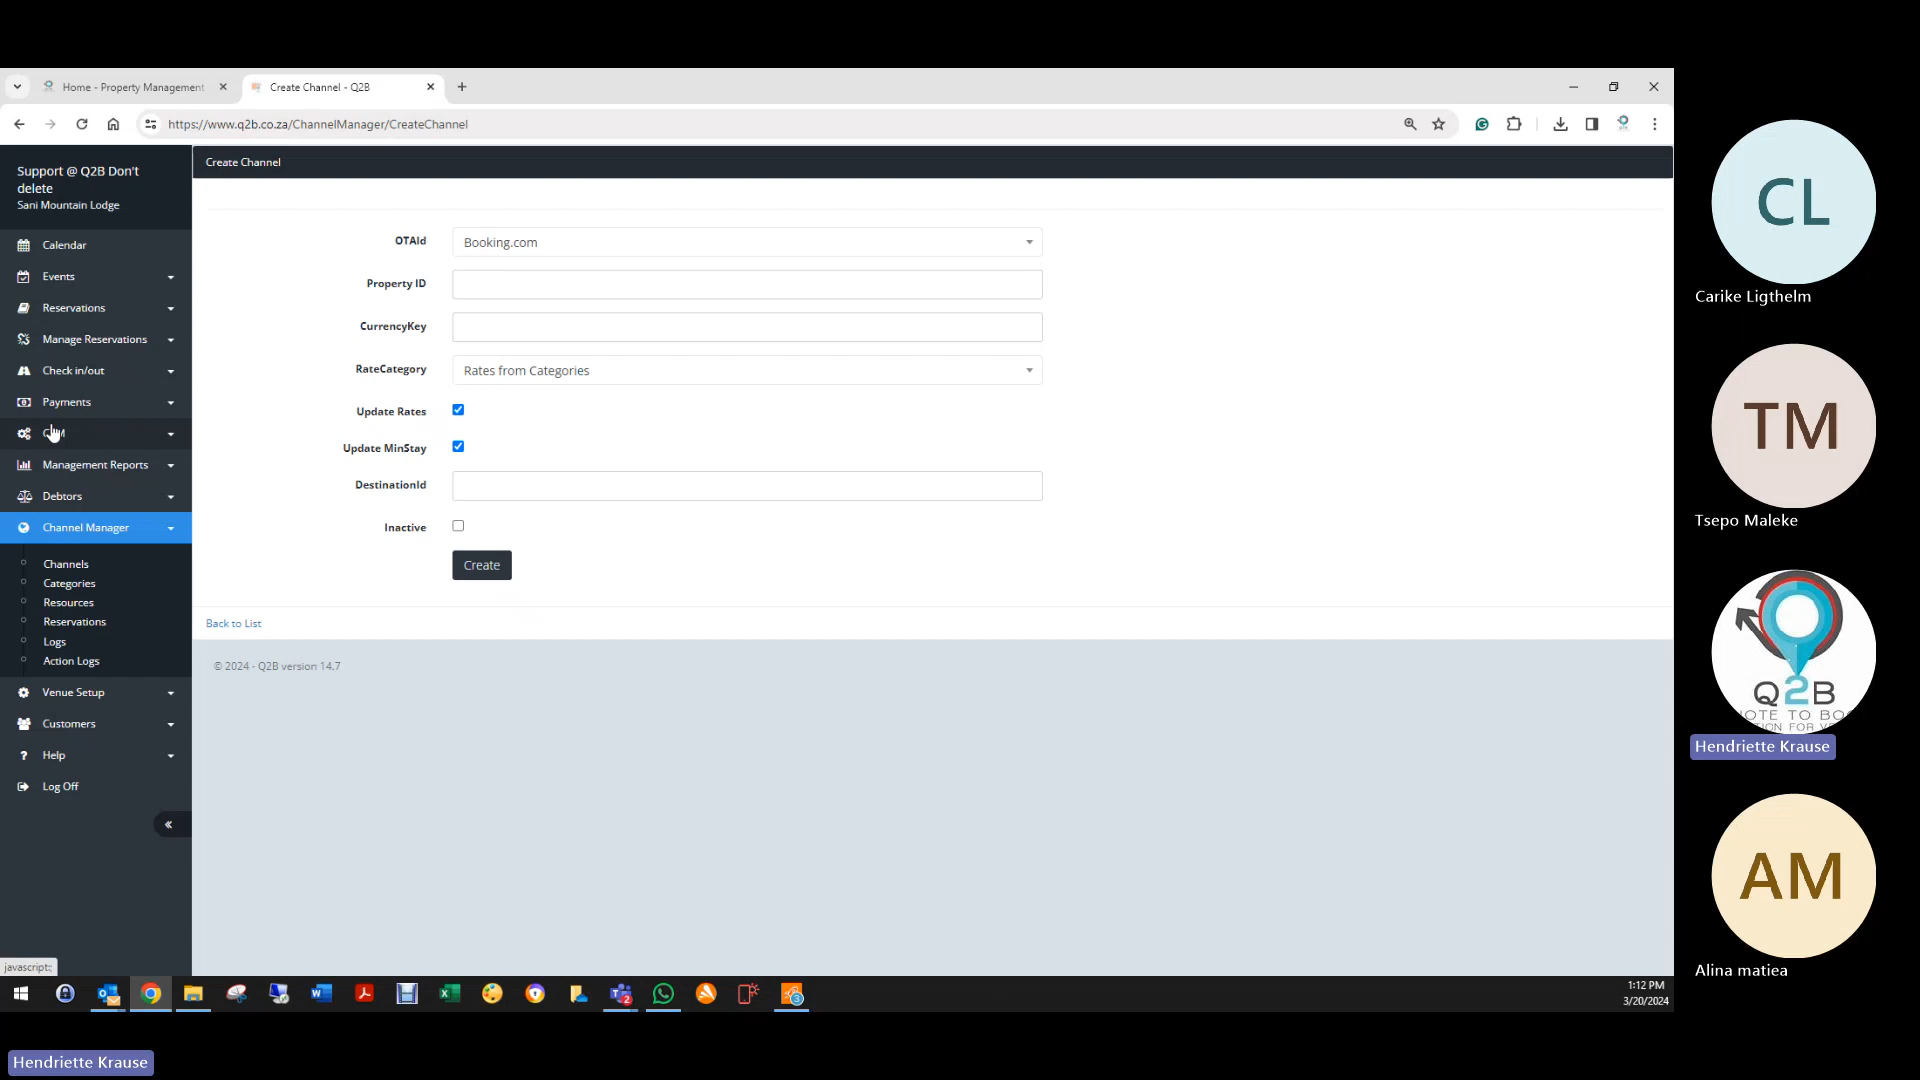 Home - Property Management
Create Channel - Q2B
https://www.q2b.co.za/ChannelManager/CreateChannel
Support @ Q2B Don't
delete
Sani Mountain Lodge
Calendar
Events
Reservations
Manage Reservations
Check in/out
Payments
Management Reports
Debtors
Channel Manager
Channels
Categories
Resources
Reservations
Logs
Action Logs
Venue Setup
Customers
Help
Log Off
javascript:;
Create Channel
OTAId
Booking.com
Property ID
CurrencyKey
RateCategory
Rates from Categories
Update Rates
Update MinStay
DestinationId
Inactive
Create
Back to List
© 2024 - Q2B version 14.7
1:12 PM
3/20/2024
CL
Carike Ligthelm
TM
Tsepo Maleke
Q2B
Hendriette Krause
AM
Alina matiea
Hendriette Krause